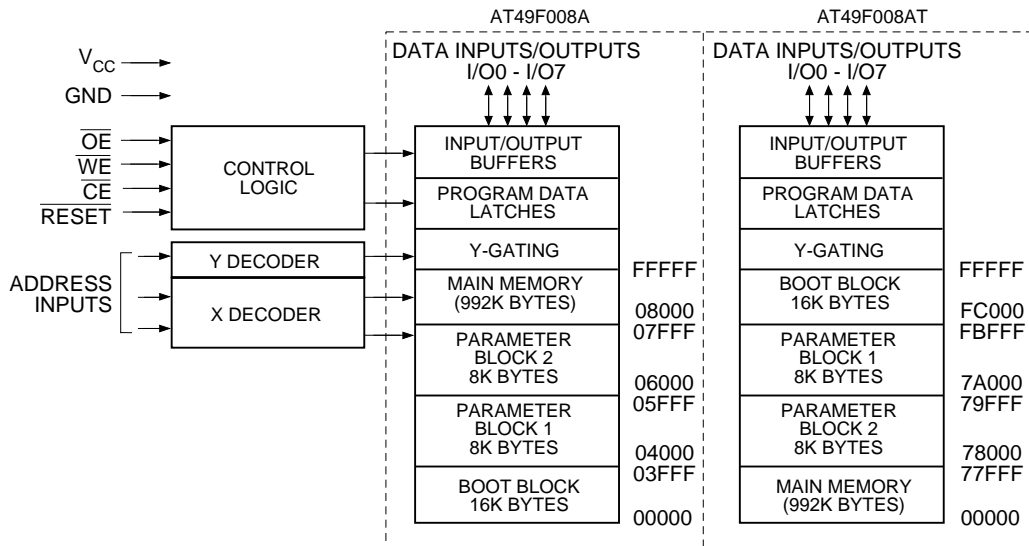 AT49F008A
AT49F008AT
VCC
GND
OE
WE
CE
RESET
ADDRESS
INPUTS
CONTROL
LOGIC
Y DECODER
X DECODER
DATA INPUTS/OUTPUTS
I/O0 - I/O7
INPUT/OUTPUT
BUFFERS
PROGRAM DATA
LATCHES
Y-GATING
MAIN MEMORY
(992K BYTES)
PARAMETER
BLOCK 2
8K BYTES
PARAMETER
BLOCK 1
8K BYTES
BOOT BLOCK
16K BYTES
FFFFF
08000
07FFF
06000
05FFF
04000
03FFF
00000
DATA INPUTS/OUTPUTS
I/O0 - I/O7
INPUT/OUTPUT
BUFFERS
PROGRAM DATA
LATCHES
Y-GATING
BOOT BLOCK
16K BYTES
PARAMETER
BLOCK 1
8K BYTES
PARAMETER
BLOCK 2
8K BYTES
MAIN MEMORY
(992K BYTES)
FFFFF
FC000
FBFFF
7A000
79FFF
78000
77FFF
00000